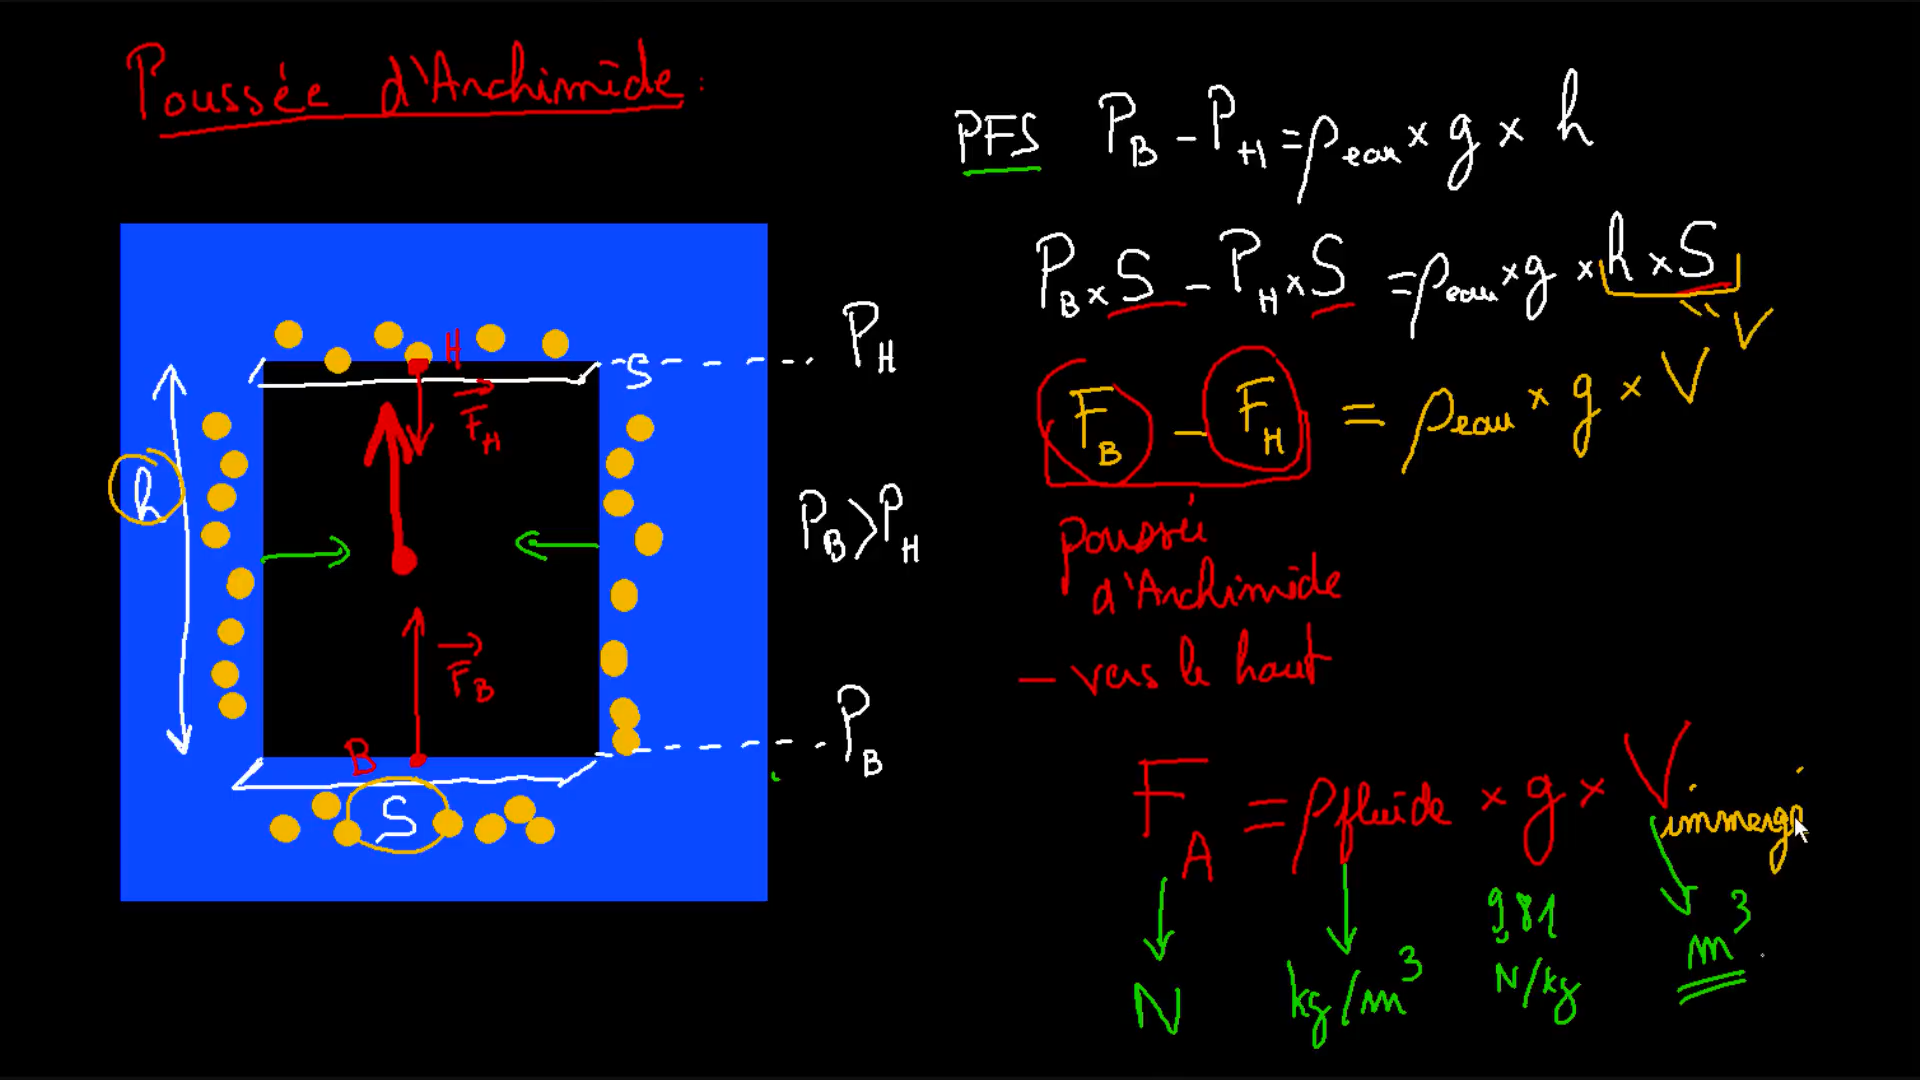 Poussée d'Archimède :
PFS P_B - P_H = ρ_eau × g × h
P_B × S - P_H × S = ρ_eau × g × h × S
V
F_B - F_H = ρ_eau × g × V
poussée
d'Archimède
- vers le haut
F_A = ρfluide × g × V immergé
N
kg/m³
9,81
N/kg
m³
H
S
P_H
F_H
h
P_B > P_H
F_B
B
P_B
S